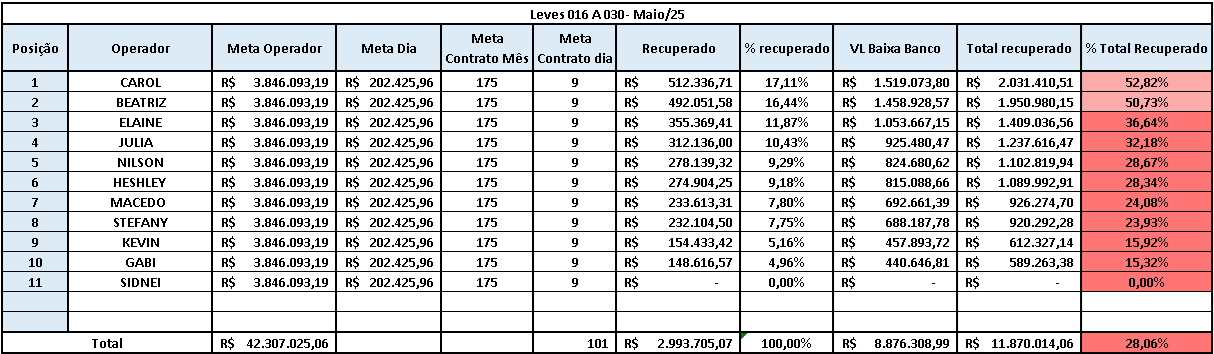 Leves 016 A 030- Maio/25
Posição Operador Meta Operador Meta Dia Meta Contrato Mês Meta Contrato dia Recuperado % recuperado VL Baixa Banco Total recuperado % Total Recuperado
1 CAROL R$ 3.846.093,19 R$ 202.425,96 175 9 R$ 512.336,71 17,11% R$ 1.519.073,80 R$ 2.031.410,51 52,82%
2 BEATRIZ R$ 3.846.093,19 R$ 202.425,96 175 9 R$ 492.051,58 16,44% R$ 1.458.928,57 R$ 1.950.980,15 50,73%
3 ELAINE R$ 3.846.093,19 R$ 202.425,96 175 9 R$ 355.369,41 11,87% R$ 1.053.667,15 R$ 1.409.036,56 36,64%
4 JULIA R$ 3.846.093,19 R$ 202.425,96 175 9 R$ 312.136,00 10,43% R$ 925.480,47 R$ 1.237.616,47 32,18%
5 NILSON R$ 3.846.093,19 R$ 202.425,96 175 9 R$ 278.139,32 9,29% R$ 824.680,62 R$ 1.102.819,94 28,67%
6 HESHLEY R$ 3.846.093,19 R$ 202.425,96 175 9 R$ 274.904,25 9,18% R$ 815.088,66 R$ 1.089.992,91 28,34%
7 MACEDO R$ 3.846.093,19 R$ 202.425,96 175 9 R$ 233.613,31 7,80% R$ 692.661,39 R$ 926.274,70 24,08%
8 STEFANY R$ 3.846.093,19 R$ 202.425,96 175 9 R$ 232.104,50 7,75% R$ 688.187,78 R$ 920.292,28 23,93%
9 KEVIN R$ 3.846.093,19 R$ 202.425,96 175 9 R$ 154.433,42 5,16% R$ 457.893,72 R$ 612.327,14 15,92%
10 GABI R$ 3.846.093,19 R$ 202.425,96 175 9 R$ 148.616,57 4,96% R$ 440.646,81 R$ 589.263,38 15,32%
11 SIDNEI R$ 3.846.093,19 R$ 202.425,96 175 9 R$ - 0,00% R$ - R$ - 0,00%
Total R$ 42.307.025,06 101 R$ 2.993.705,07 100,00% R$ 8.876.308,99 R$ 11.870.014,06 28,06%